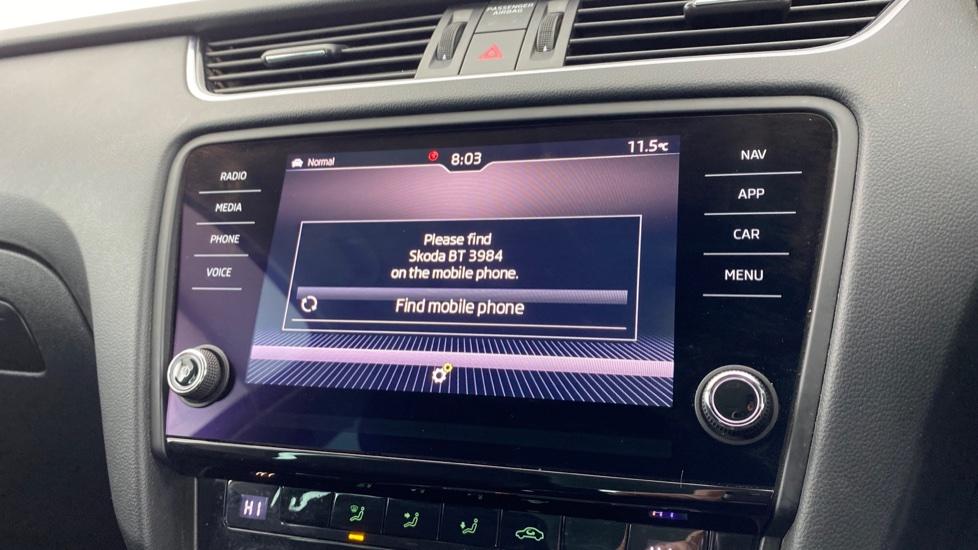 PASSENGER
AIRBAG
Normal 8:03 11.5°C
RADIO
MEDIA
PHONE
VOICE
Please find
Skoda BT 3984
on the mobile phone.
Find mobile phone
NAV
APP
CAR
MENU
HI
HI